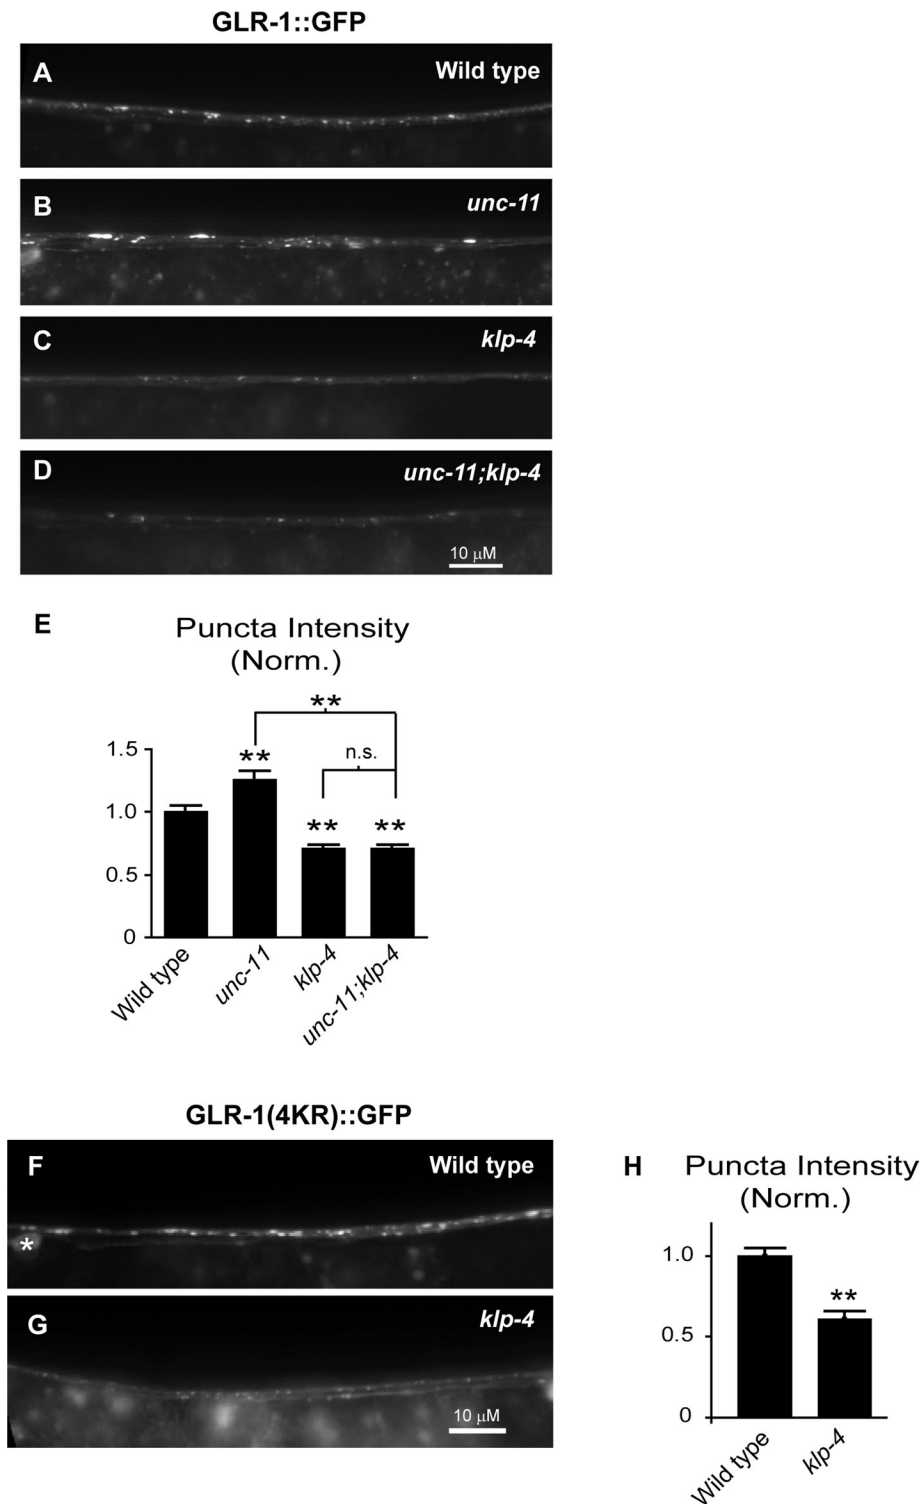 GLR-1::GFP
A
Wild type
B
unc-11
C
klp-4
D
unc-11;klp-4
10 μM
E
Puncta Intensity
(Norm.)
**
n.s.
**
** **
1.5
1.0
0.5
0
Wild type
unc-11
klp-4
unc-11;klp-4
GLR-1(4KR)::GFP
F
Wild type
*
G
klp-4
10 μM
H
Puncta Intensity
(Norm.)
**
1.0
0.5
0
Wild type
klp-4